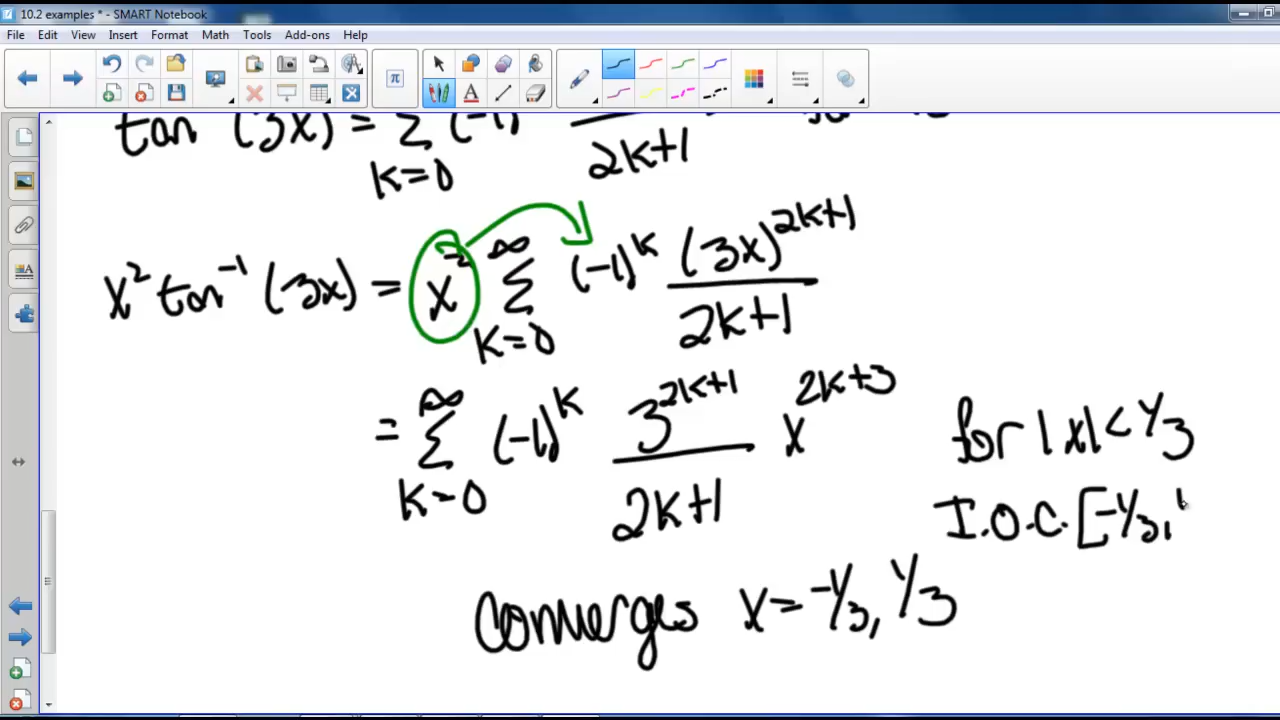 10.2 examples * - SMART Notebook
File Edit View Insert Format Math Tools Add-ons Help
π
tan (3x) = Σ (-1)
k=0 2k+1
x² tan⁻¹ (3x) = x² ∞ Σ k=0 (-1)^k (3x)^2k+1 / 2k+1
= ∞ Σ k=0 (-1)^k 3^2k+1 / 2k+1 x^2k+3 for |x| < 1/3
I.O.C. [-1/3, 1
converges x = -1/3, 1/3